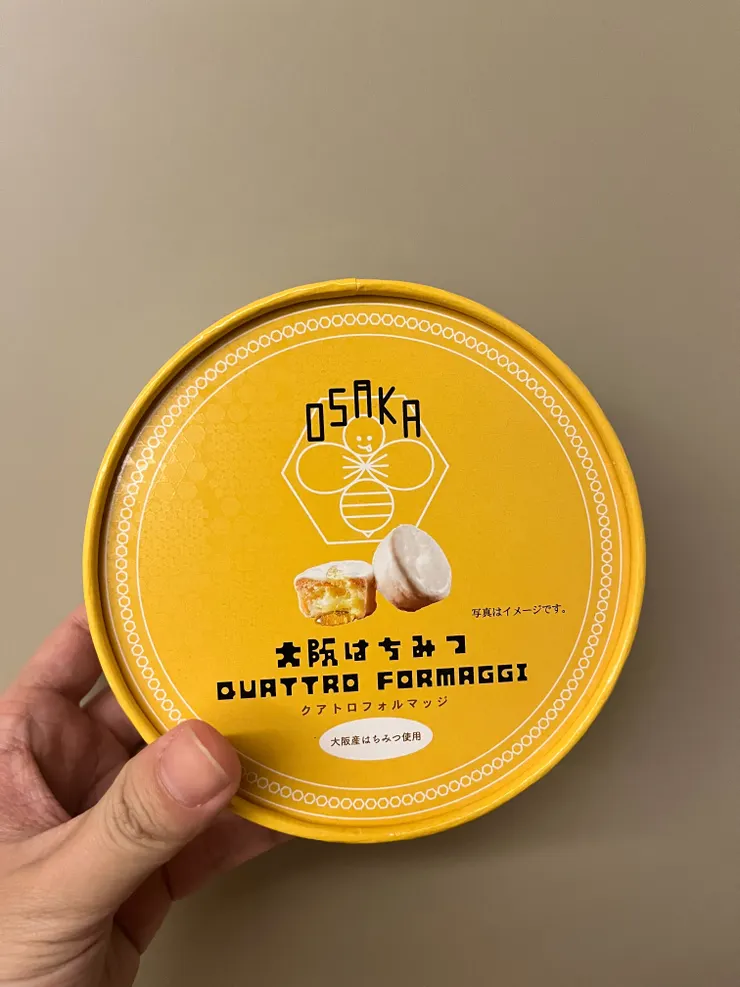 OSAKA
写真はイメージです。
大阪はちみつ
QUATTRO FORMAGGI
クアトロフォルマッジ
大阪産はちみつ使用